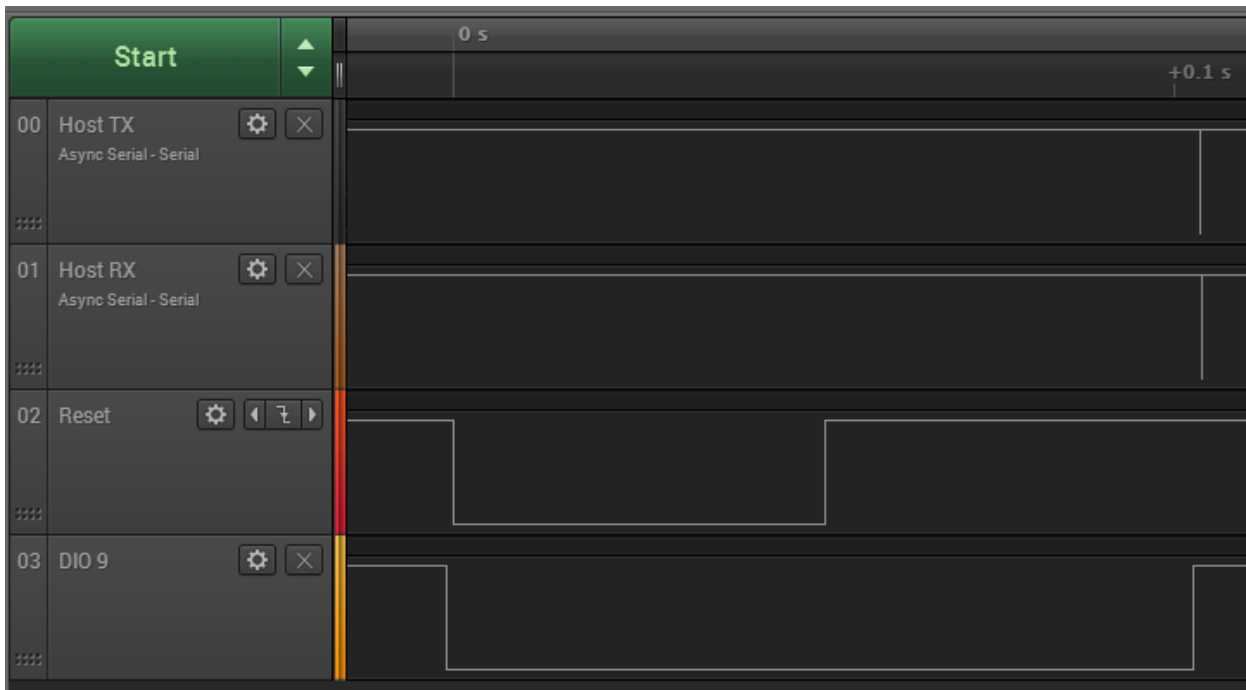 Start
0 s
+0.1 s
00 Host TX
Async Serial - Serial
01 Host RX
Async Serial - Serial
02 Reset
03 DIO 9